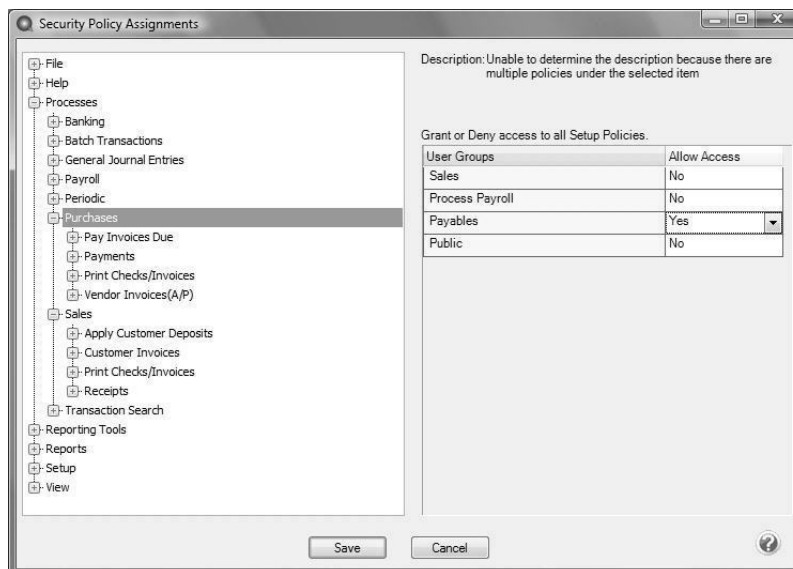 Security Policy Assignments
File
Help
Processes
Banking
Batch Transactions
General Journal Entries
Payroll
Periodic
Purchases
Pay Invoices Due
Payments
Print Checks/Invoices
Vendor Invoices(A/P)
Sales
Apply Customer Deposits
Customer Invoices
Print Checks/Invoices
Receipts
Transaction Search
Reporting Tools
Reports
Setup
View
Description: Unable to determine the description because there are
multiple policies under the selected item
Grant or Deny access to all Setup Policies.
User Groups Allow Access
Sales No
Process Payroll No
Payables Yes
Public No
Save Cancel